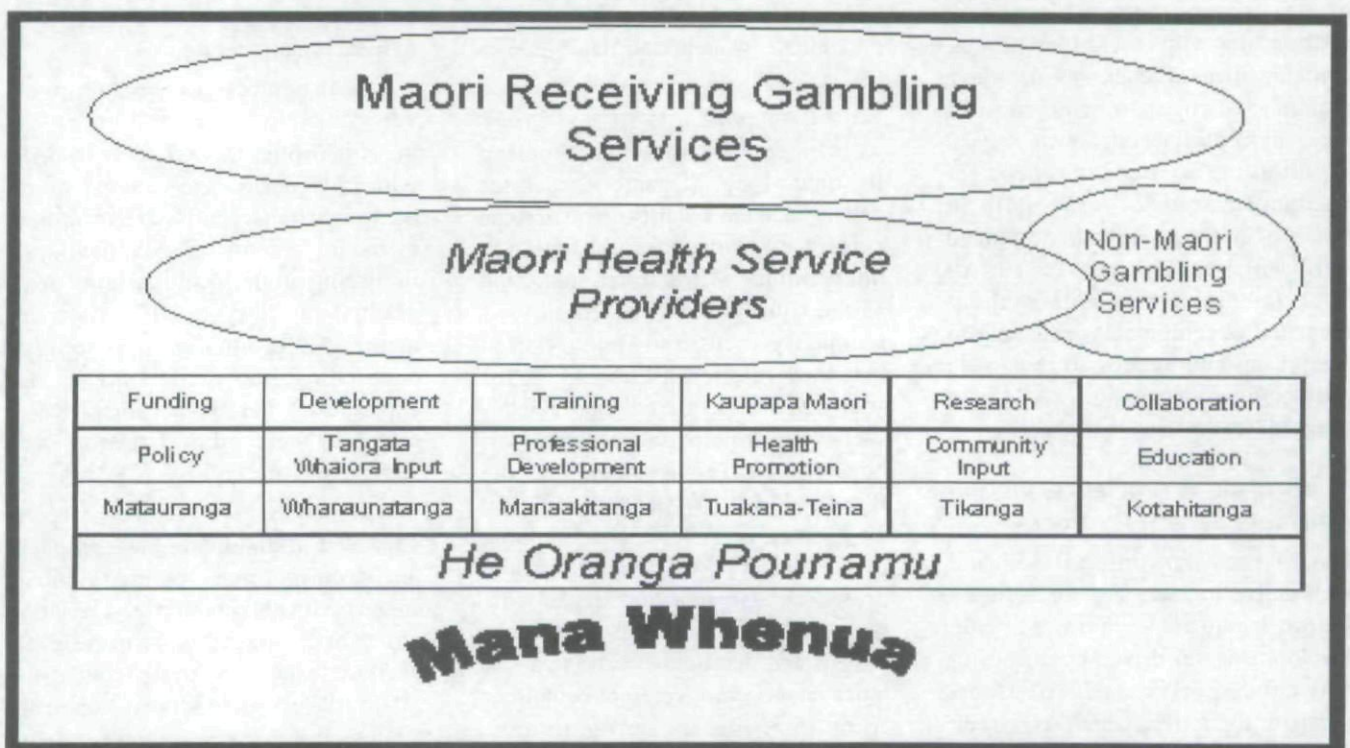 Maori Receiving Gambling
Services
Maori Health Service
Providers
Non-Maori
Gambling
Services
Funding
Development
Training
Kaupapa Maori
Research
Collaboration
Policy
Tangata
Whaiora Input
Professional
Development
Health
Promotion
Community
Input
Education
Matauranga
Whanaunatanga
Manaakitanga
Tuakana-Teina
Tikanga
Kotahitanga
He Oranga Pounamu
Mana Whenua